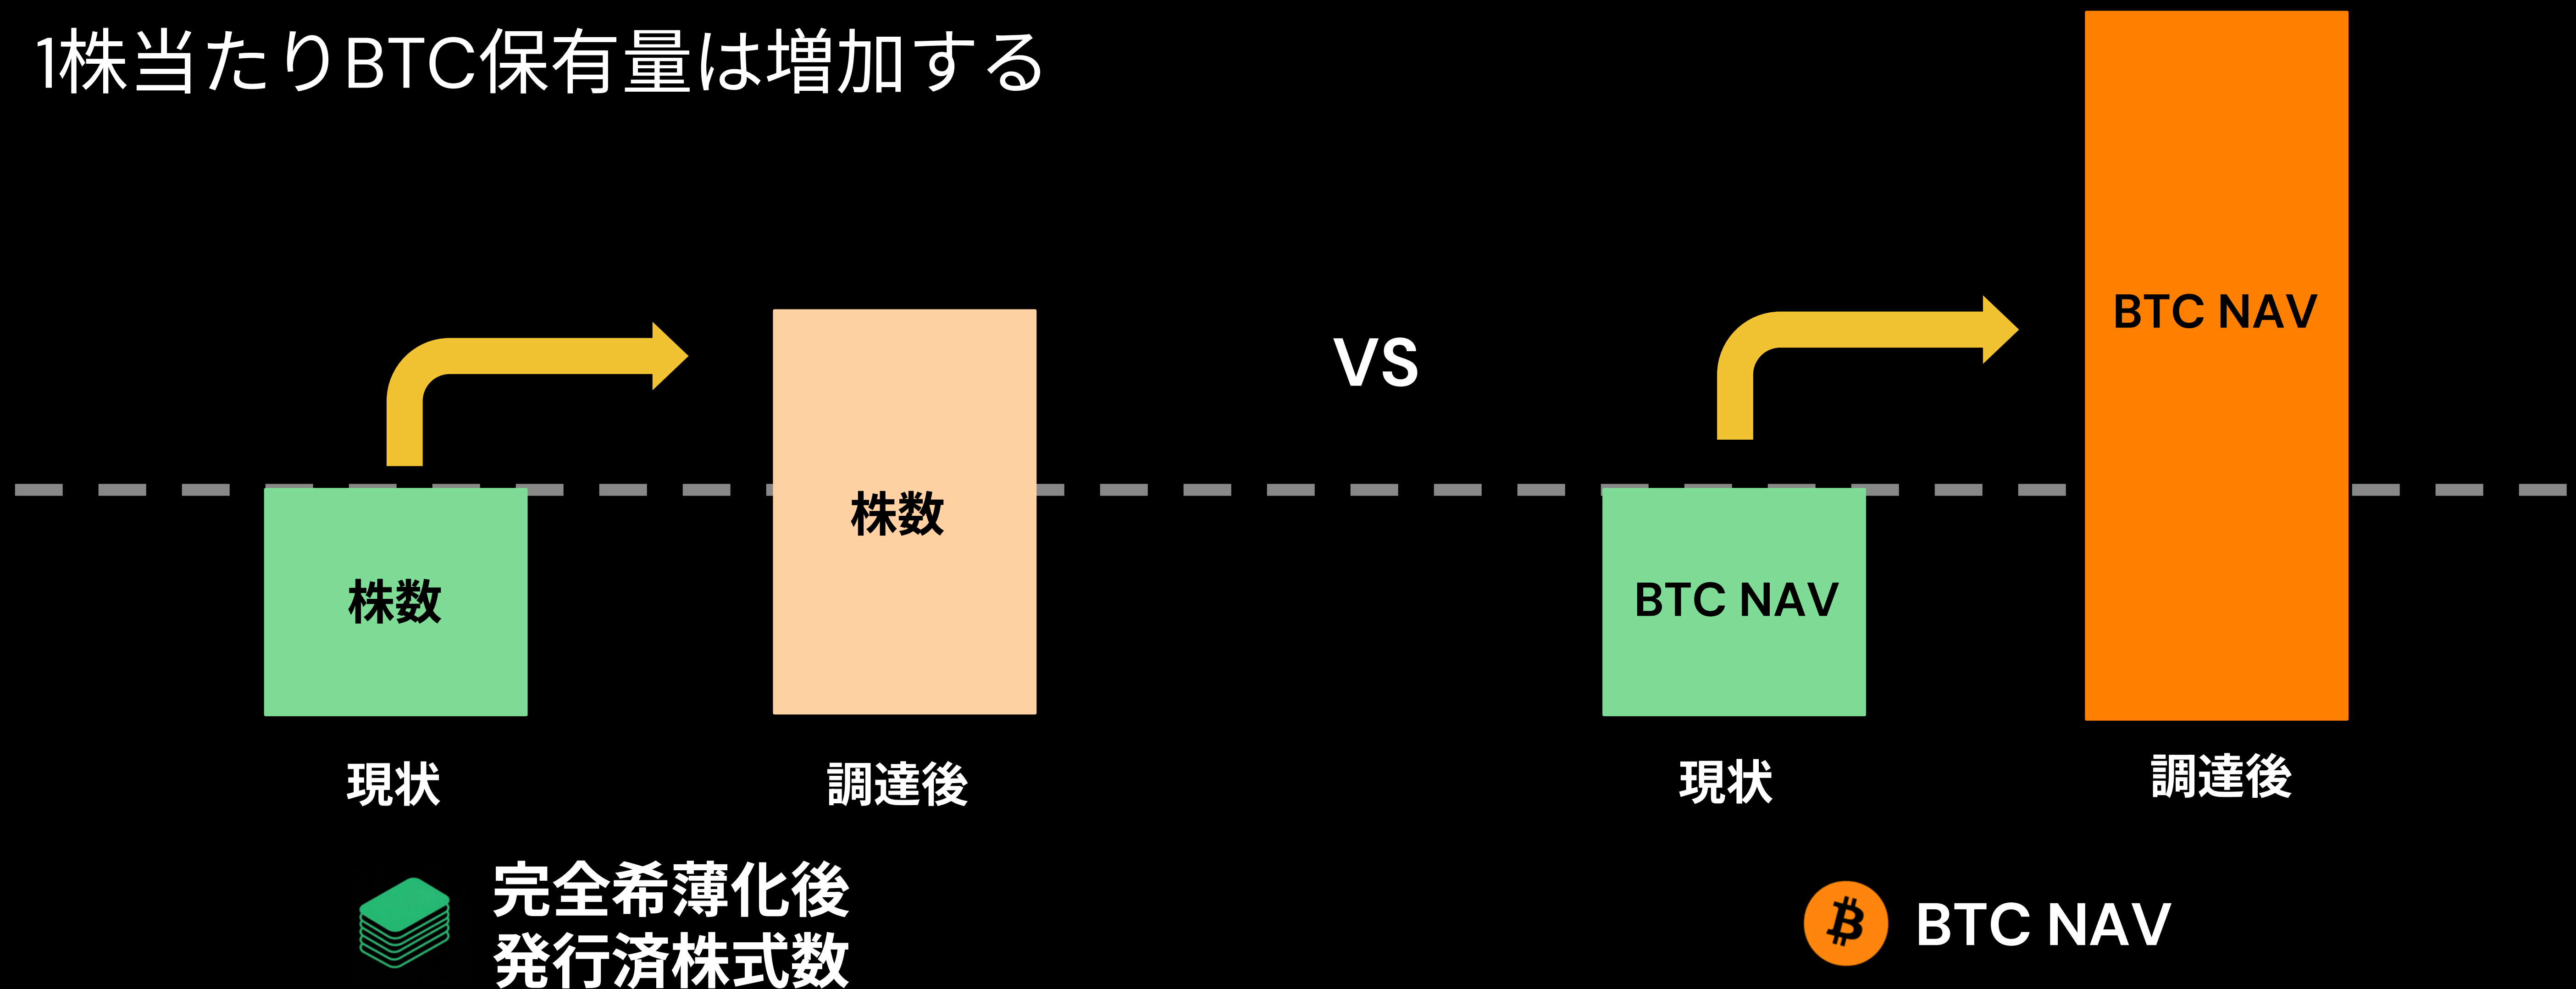 1株当たりBTC保有量は増加する
BTC NAV
VS
株数
株数
BTC NAV
現状
調達後
現状
調達後
完全希薄化後
発行済株式数
BTC NAV